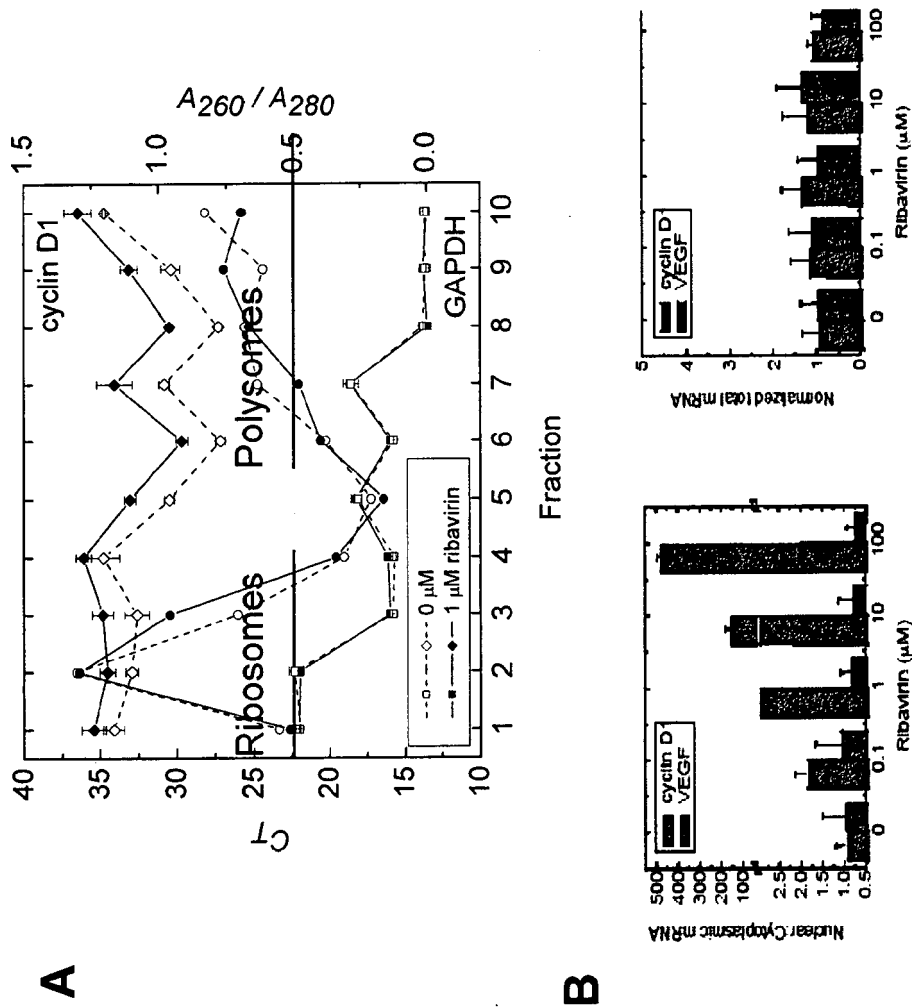 A
cyclin D1
Ribosomes
Polysomes
GAPDH
0 μM
1 μM ribavirin
40
35
30
25
20
15
10
C_T
1.5
1.0
0.5
0.0
A260 / A280
1 2 3 4 5 6 7 8 9 10
Fraction
B
cyclin D1
VEGF
500
400
300
200
100
2.5
2.0
1.5
1.0
0.5
Nuclear:Cytoplasmic mRNA
0 0.1 1 10 100
Ribavirin (μM)
cyclin D1
VEGF
5
4
3
2
1
0
Normalized total mRNA
0 0.1 1 10 100
Ribavirin (μM)